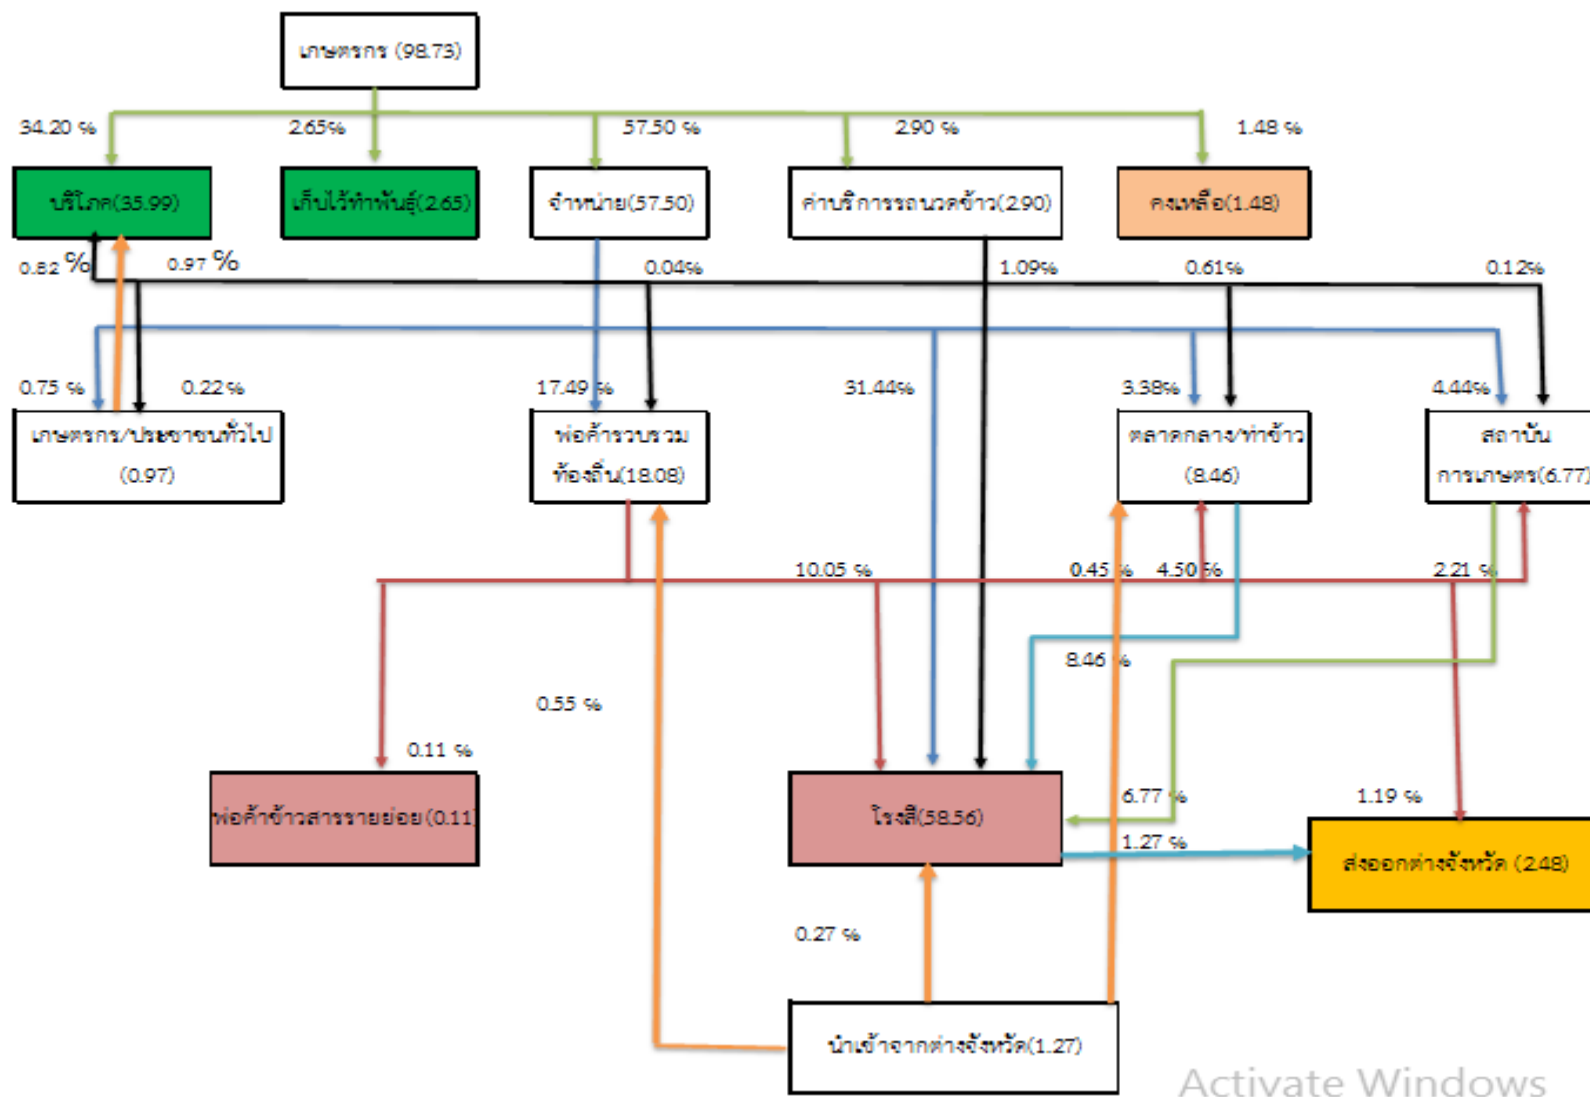 เกษตรกร (98.73)
34.20 %
2.65%
57.50 %
2.90 %
1.48 %
บริโภค(35.99)
เก็บไว้ทำพันธุ์(2.65)
จำหน่าย(57.50)
ค่าบริการรถนวดข้าว(2.90)
คงเหลือ(1.48)
0.82 %
0.97 %
0.04%
1.09%
0.61%
0.12%
0.75 %
0.22%
17.49 %
31.44%
3.38%
4.44%
เกษตรกร/ประชาชนทั่วไป
(0.97)
พ่อค้ารวบรวม
ท้องถิ่น(18.08)
ตลาดกลาง/ท่าข้าว
(8.46)
สถาบัน
การเกษตร(6.77)
10.05 %
0.45 %
4.50 %
2.21 %
8.46 %
0.55 %
0.11 %
6.77 %
1.19 %
พ่อค้าข้าวสารรายย่อย(0.11)
โรงสี(58.56)
1.27 %
ส่งออกต่างจังหวัด (2.48)
0.27 %
นำเข้าจากต่างจังหวัด(1.27)
Activate Windows